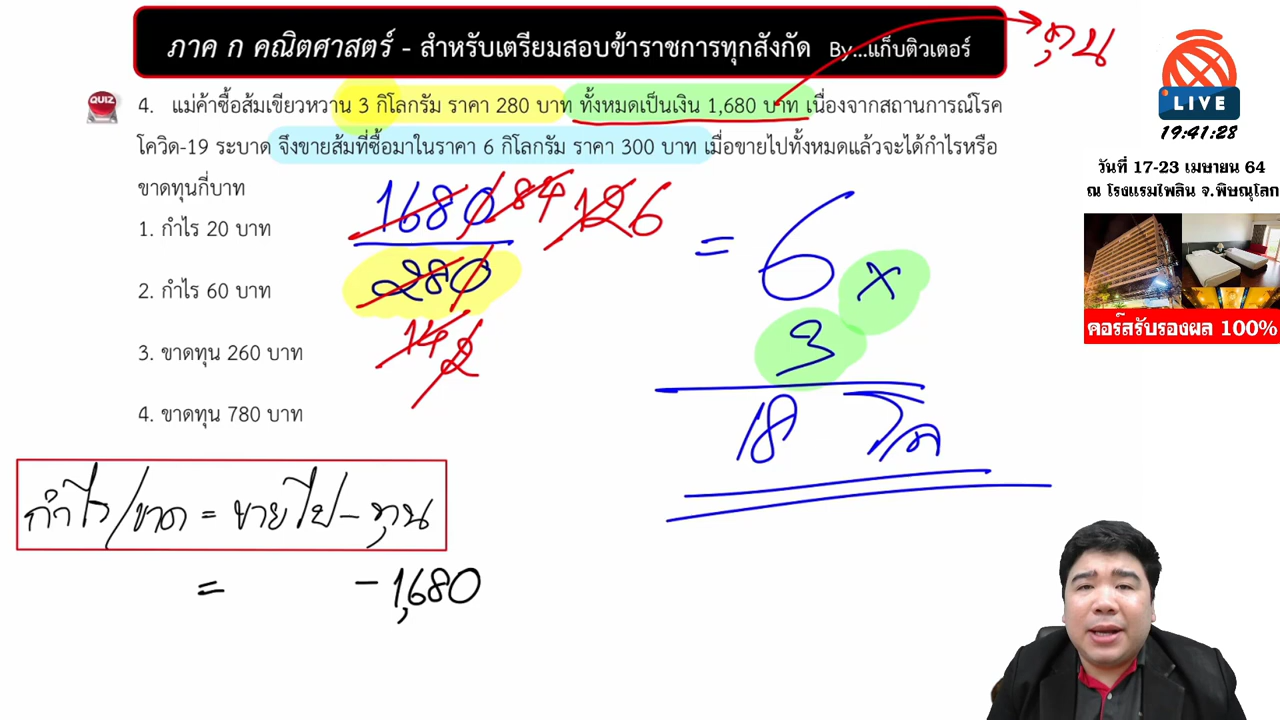 ภาค ก คณิตศาสตร์ - สำหรับเตรียมสอบข้าราชการทุกสังกัด By...แก็บติวเตอร์
ทุน
QUIZ
4. แม่ค้าซื้อส้มเขียวหวาน 3 กิโลกรัม ราคา 280 บาท ทั้งหมดเป็นเงิน 1,680 บาท เนื่องจากสถานการณ์โรค
โควิด-19 ระบาด จึงขายส้มที่ซื้อมาในราคา 6 กิโลกรัม ราคา 300 บาท เมื่อขายไปทั้งหมดแล้วจะได้กำไรหรือ
ขาดทุนกี่บาท
1. กำไร 20 บาท
2. กำไร 60 บาท
3. ขาดทุน 260 บาท
4. ขาดทุน 780 บาท
1680 84 12 6
280
14 2
= 6 ×
3
18 โล
กำไร/ขาด = ขายไป - ทุน
= - 1,680
LIVE
19:41:28
วันที่ 17-23 เมษายน 64
ณ โรงแรมไพลิน จ.พิษณุโลก
คอร์สรับรองผล 100%